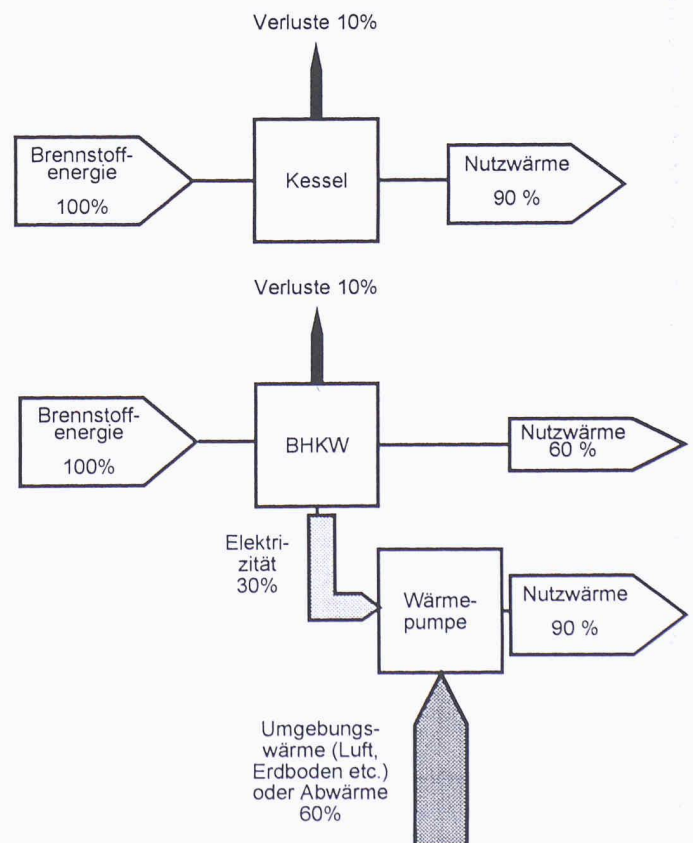 Verluste 10%
Brennstoff-
energie
100%
Kessel
Nutzwärme
90 %
Verluste 10%
Brennstoff-
energie
100%
BHKW
Nutzwärme
60 %
Elektri-
zität
30%
Wärme-
pumpe
Nutzwärme
90 %
Umgebungs-
wärme (Luft,
Erdboden etc.)
oder Abwärme
60%